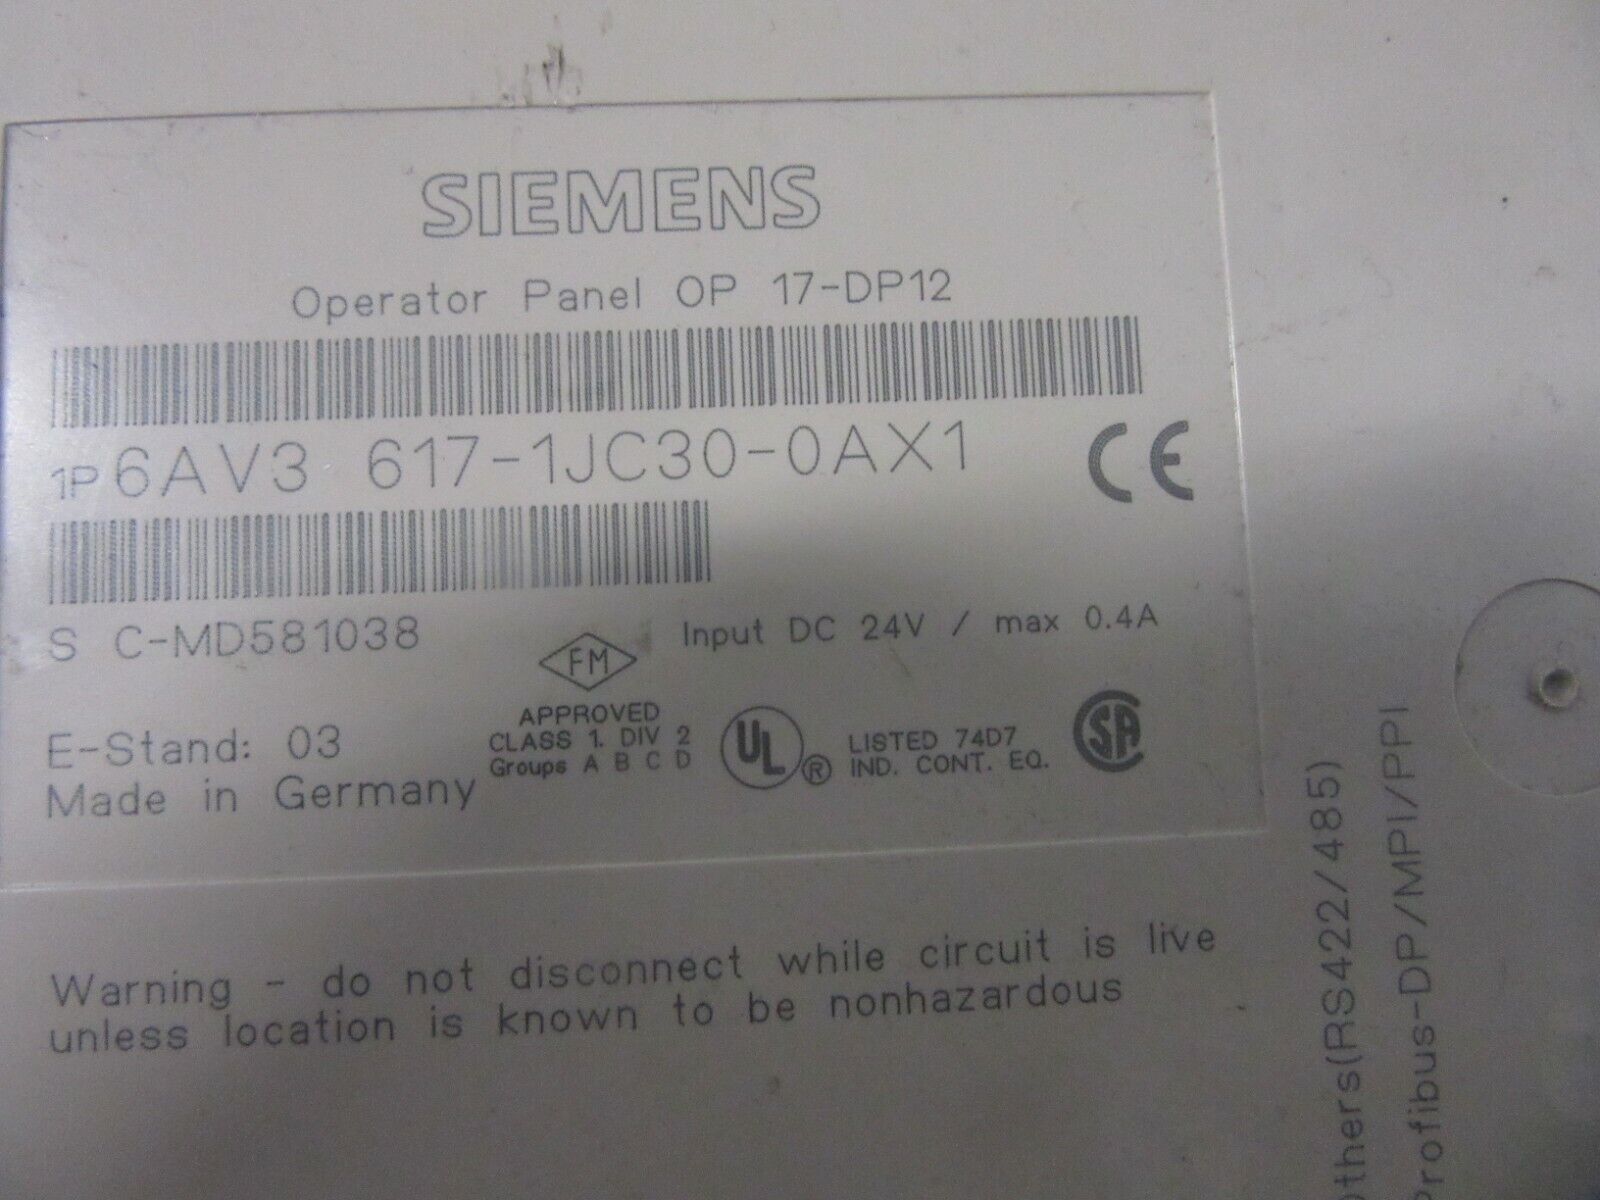 SIEMENS
Operator Panel OP 17-DP12
1P 6AV3 617-1JC30-0AX1
CE
S C-MD581038
Input DC 24V / max 0.4A
FM
APPROVED
CLASS 1. DIV 2
Groups A B C D
UL ®
LISTED 74D7
IND. CONT. EQ.
SA
E-Stand: 03
Made in Germany
Warning - do not disconnect while circuit is live
unless location is known to be nonhazardous
thers(RS422/485)
rofibus-DP/MPI/PPI